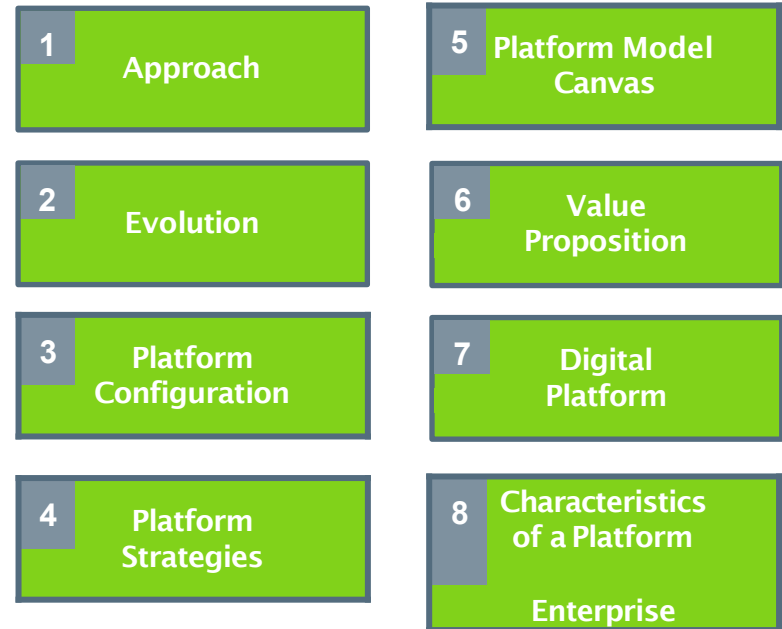 1
Approach
2
Evolution
3
Platform
Configuration
4
Platform
Strategies
5
Platform Model
Canvas
6
Value
Proposition
7
Digital
Platform
8
Characteristics
of a Platform
Enterprise